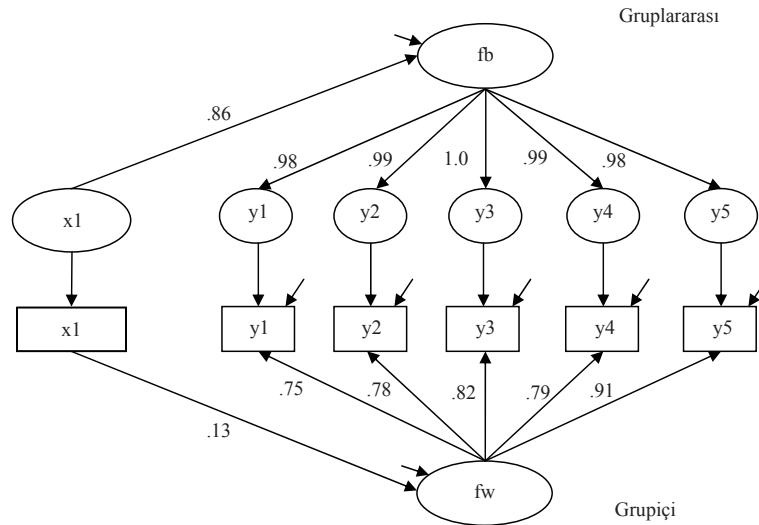 Gruplararası
fb
.86
.98 .99 1.0 .99 .98
x1 y1 y2 y3 y4 y5
x1 y1 y2 y3 y4 y5
.75 .78 .82 .79 .91
.13
fw
Grupiçi